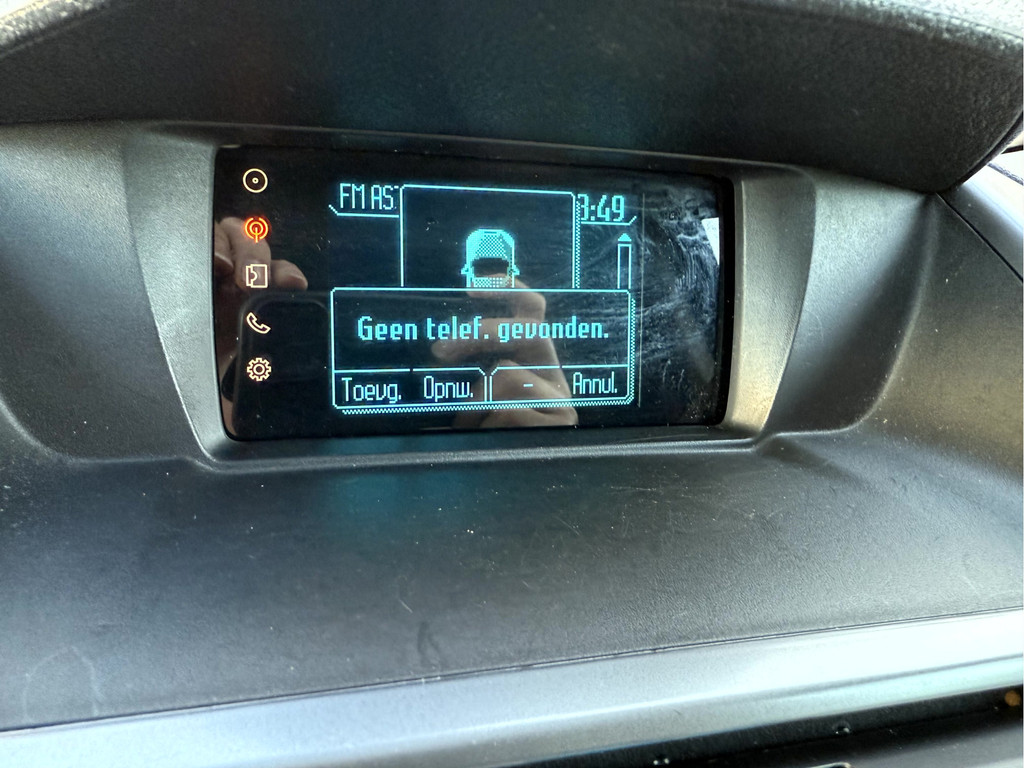 FM AS
:49
Geen telef. gevonden.
Toevg. Opnw. - Annul.